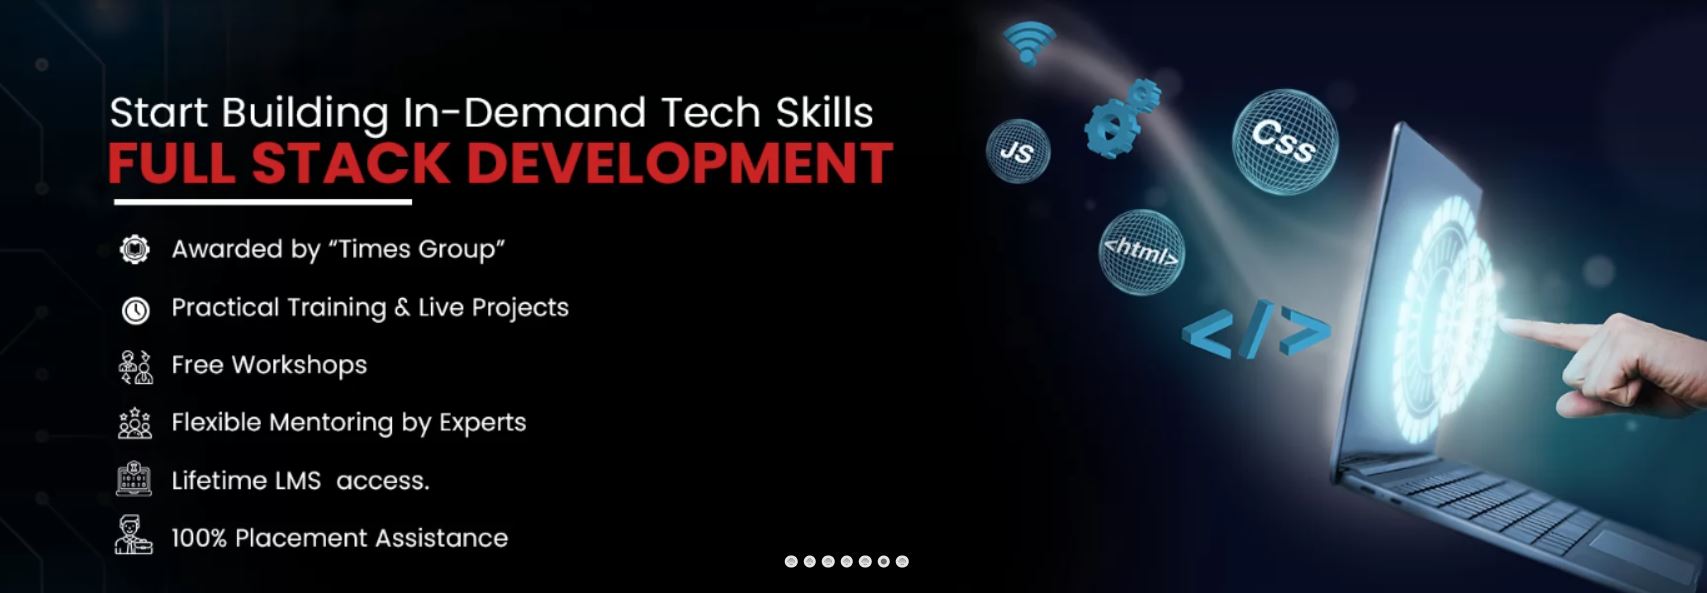 Start Building In-Demand Tech Skills
FULL STACK DEVELOPMENT
Awarded by “Times Group”
Practical Training & Live Projects
Free Workshops
Flexible Mentoring by Experts
Lifetime LMS  access.
100% Placement Assistance
JS
Css
<html>
</>